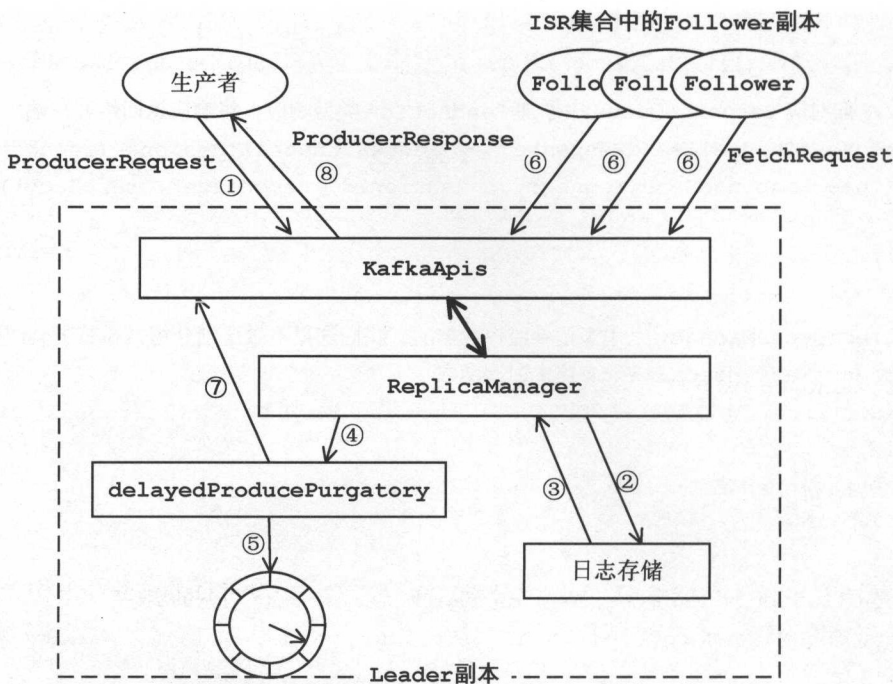 ISR集合中的Follower副本
生产者
Follo
Foll
Follower
ProducerRequest
①
⑧
ProducerResponse
⑥
⑥
⑥
FetchRequest
KafkaApis
⑦
ReplicaManager
④
③
②
delayedProducePurgatory
⑤
日志存储
Leader副本